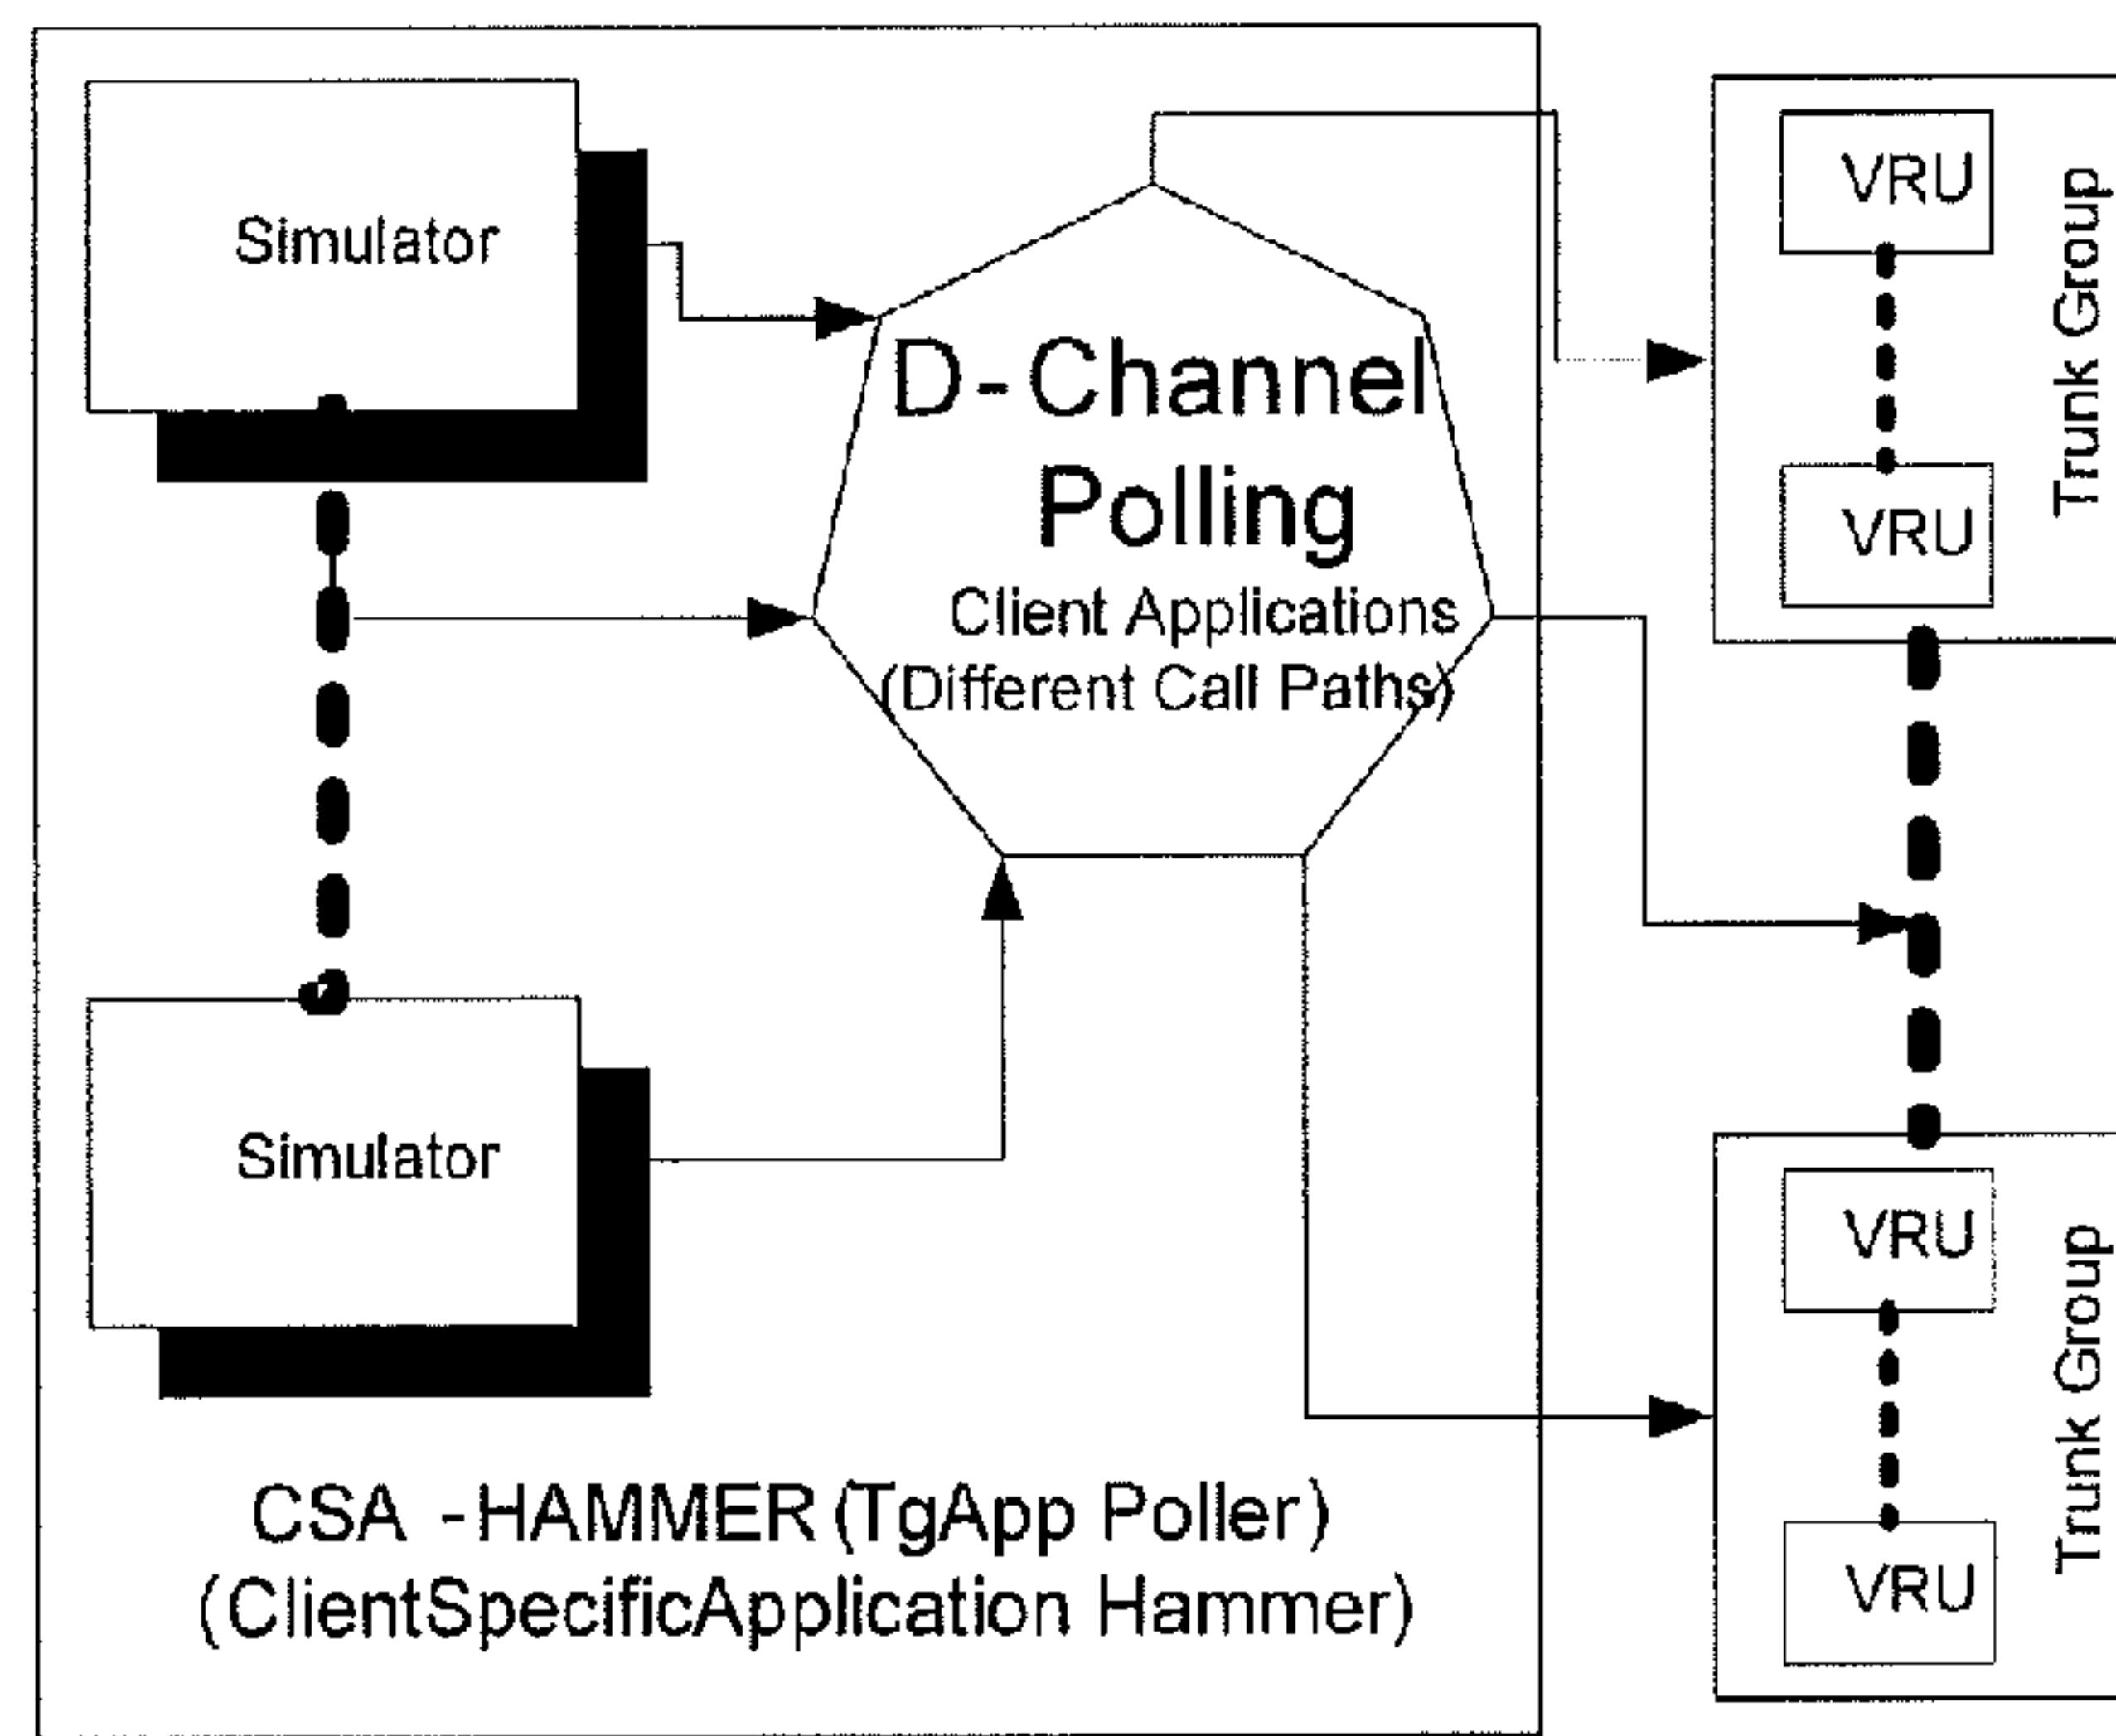 Simulator
D-Channel
Polling
Client Applications
(Different Call Paths)
Simulator
CSA -HAMMER (TgApp Poller)
(ClientSpecificApplication Hammer)
VRU
VRU
Trunk Group
VRU
VRU
Trunk Group